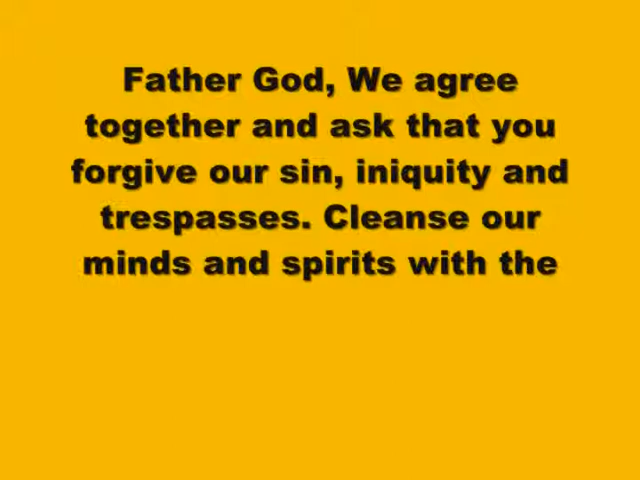 Father God, We agree
together and ask that you
forgive our sin, iniquity and
trespasses. Cleanse our
minds and spirits with the